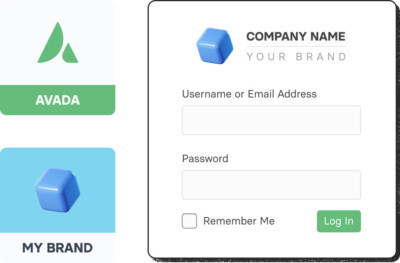 AVADA
MY BRAND
COMPANY NAME
YOUR BRAND
Username or Email Address
Password
Remember Me
Log In